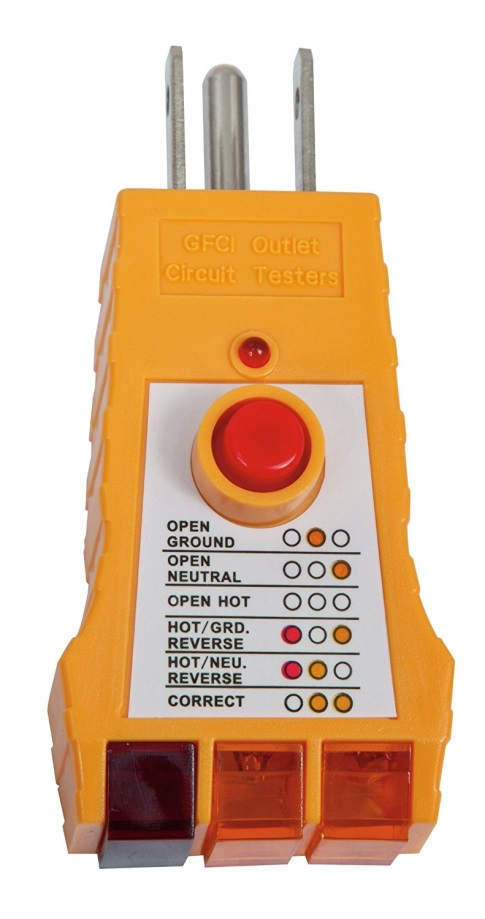 GFCI Outlet
Circuit Testers
OPEN
GROUND
OPEN
NEUTRAL
OPEN HOT
HOT/GRD.
REVERSE
HOT/NEU.
REVERSE
CORRECT